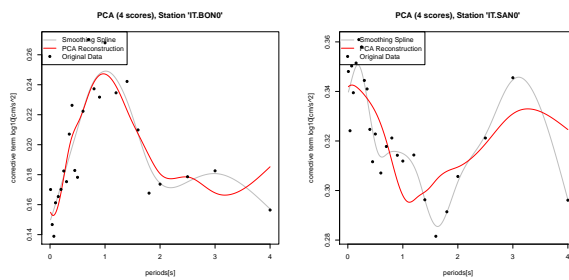 PCA (4 scores), Station 'IT.BON0'
Smoothing Spline
PCA Reconstruction
Original Data
corrective term log10[cm/s^2]
0.14 0.16 0.18 0.20 0.22 0.24 0.26
0 1 2 3 4
periods[s]
PCA (4 scores), Station 'IT.SAN0'
Smoothing Spline
PCA Reconstruction
Original Data
corrective term log10[cm/s^2]
0.28 0.30 0.32 0.34 0.36
0 1 2 3 4
periods[s]